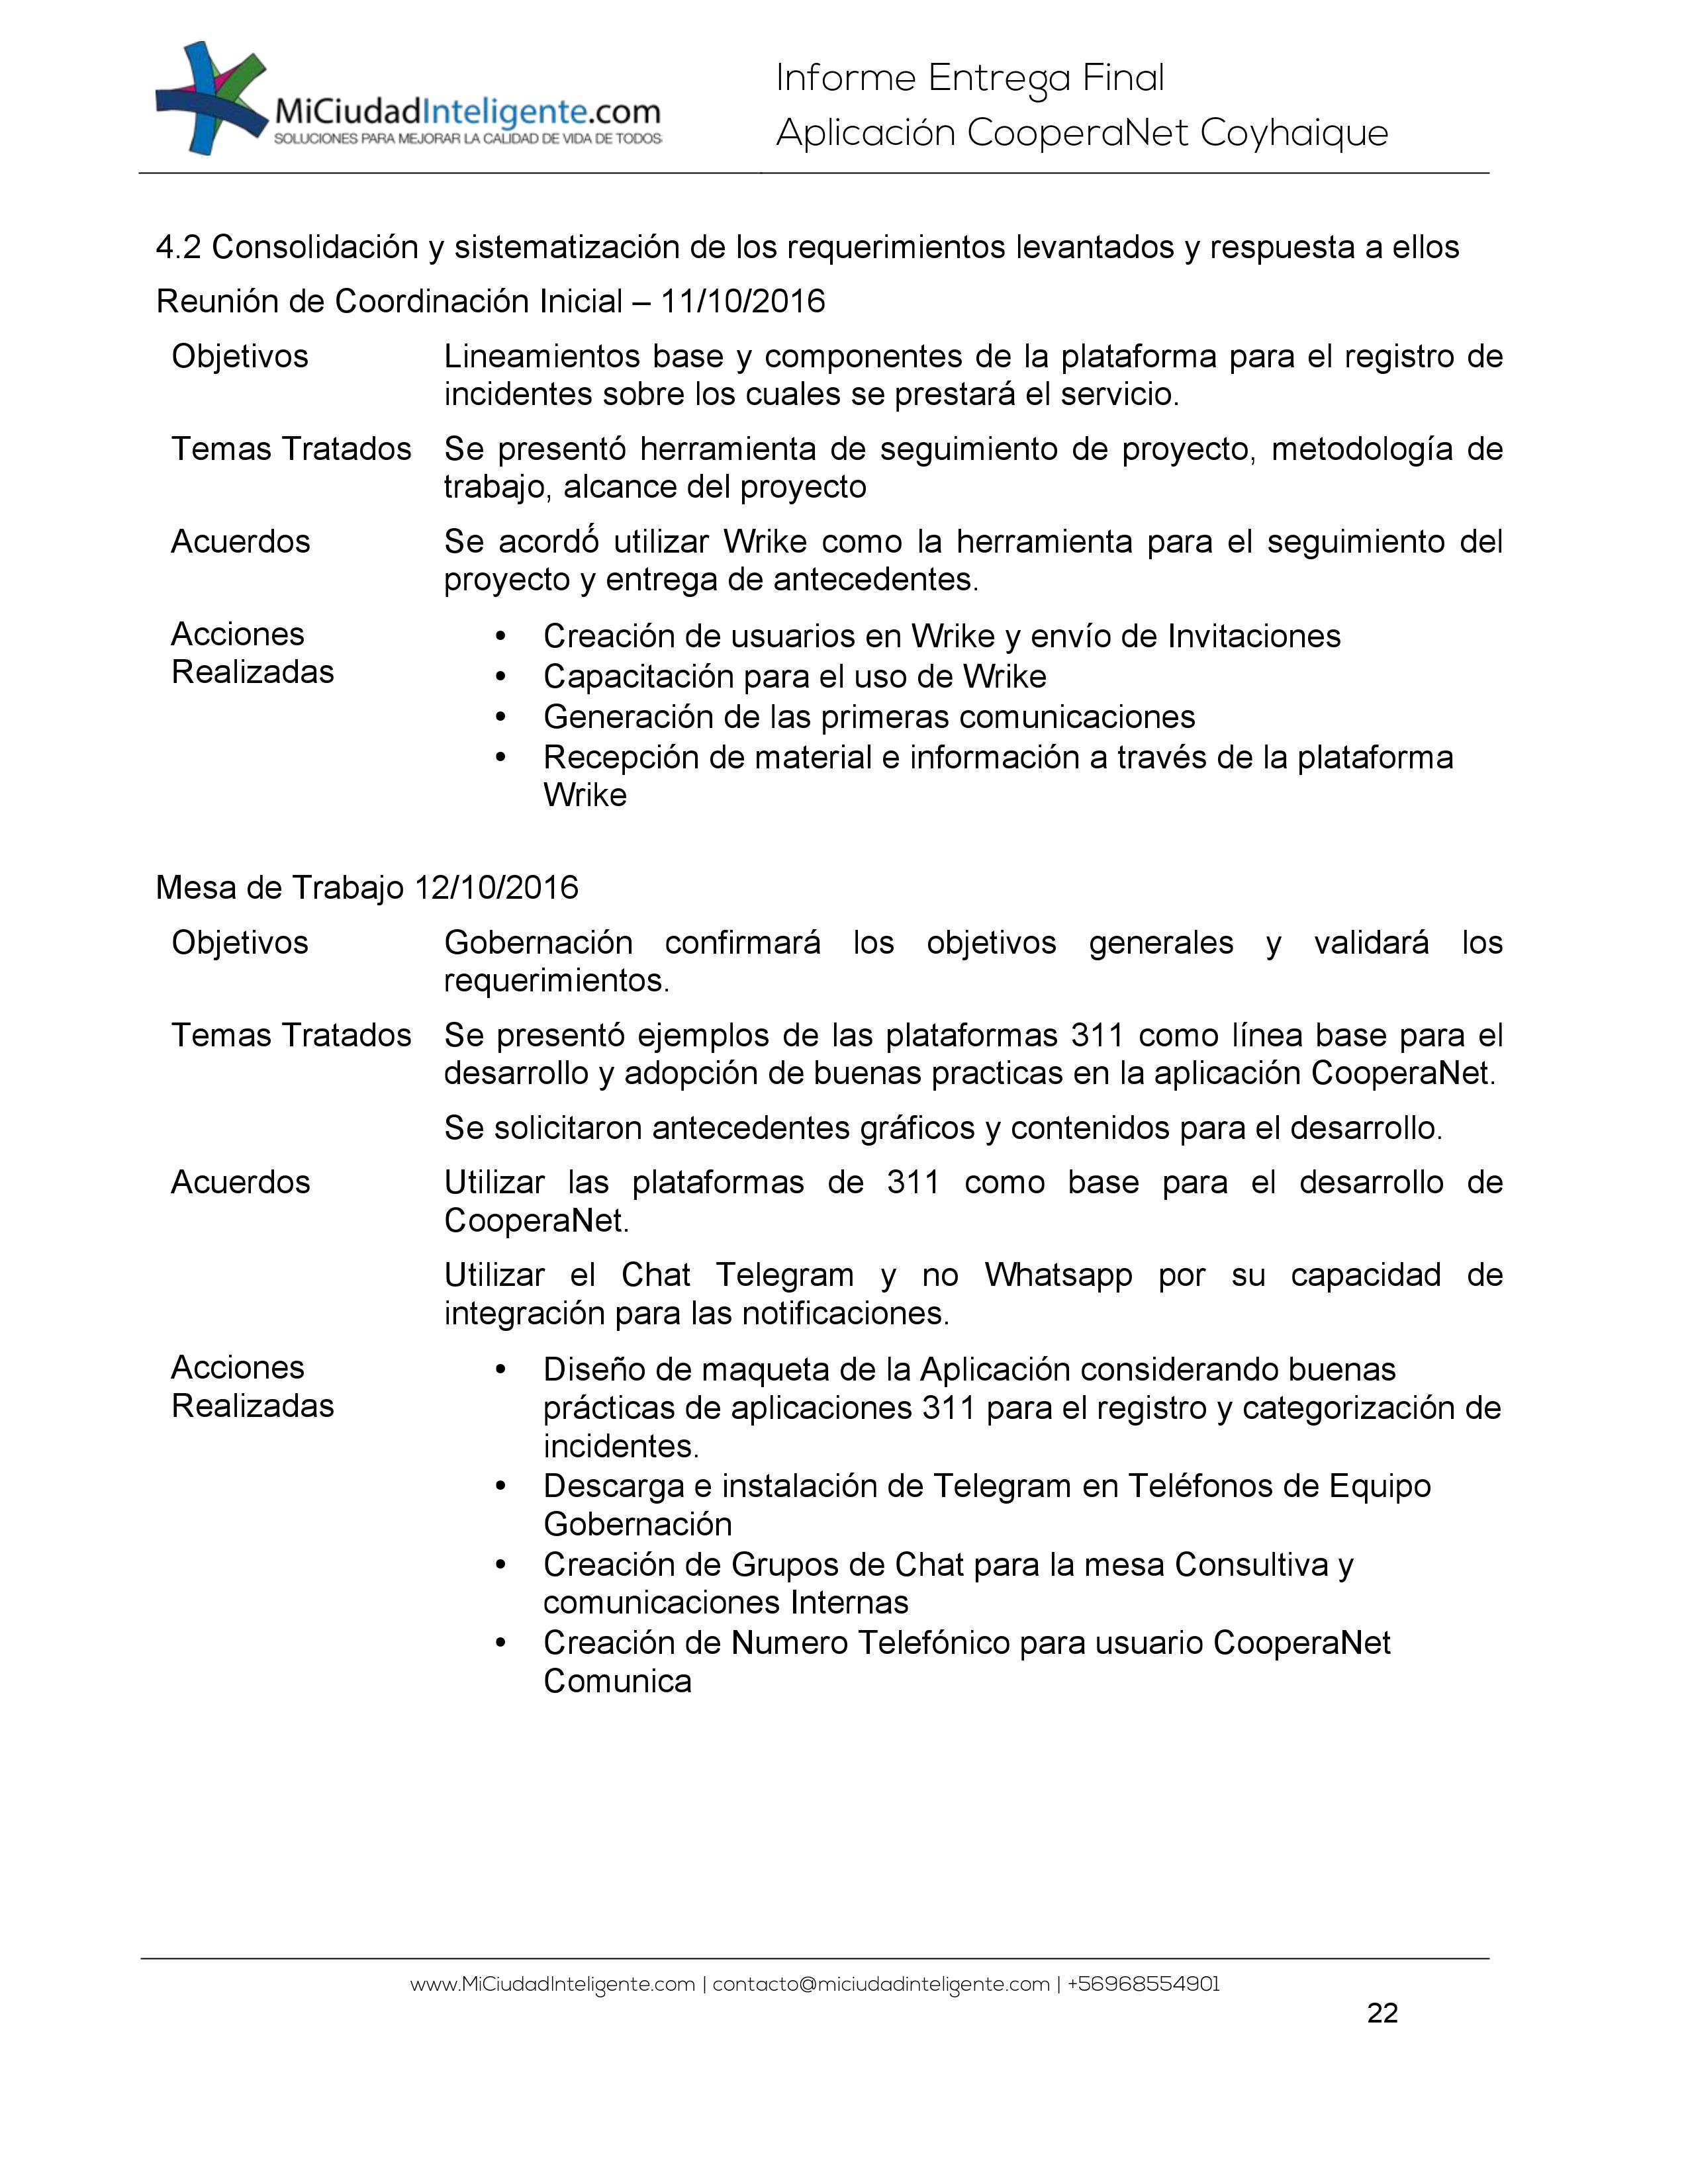 MiCiudadInteligente.com
SOLUCIONES PARA MEJORAR LA CALIDAD DE VIDA DE TODOS
Informe Entrega Final
Aplicación CooperaNet Coyhaique
4.2 Consolidación y sistematización de los requerimientos levantados y respuesta a ellos
Reunión de Coordinación Inicial – 11/10/2016
Objetivos
Lineamientos base y componentes de la plataforma para el registro de
incidentes sobre los cuales se prestará el servicio.
Temas Tratados
Se presentó herramienta de seguimiento de proyecto, metodología de
trabajo, alcance del proyecto
Acuerdos
Se acordó́ utilizar Wrike como la herramienta para el seguimiento del
proyecto y entrega de antecedentes.
Acciones
Realizadas
• Creación de usuarios en Wrike y envío de Invitaciones
• Capacitación para el uso de Wrike
• Generación de las primeras comunicaciones
• Recepción de material e información a través de la plataforma
Wrike
Mesa de Trabajo 12/10/2016
Objetivos
Gobernación confirmará los objetivos generales y validará los
requerimientos.
Temas Tratados
Se presentó ejemplos de las plataformas 311 como línea base para el
desarrollo y adopción de buenas practicas en la aplicación CooperaNet.
Se solicitaron antecedentes gráficos y contenidos para el desarrollo.
Acuerdos
Utilizar las plataformas de 311 como base para el desarrollo de
CooperaNet.
Utilizar el Chat Telegram y no Whatsapp por su capacidad de
integración para las notificaciones.
Acciones
Realizadas
• Diseño de maqueta de la Aplicación considerando buenas
prácticas de aplicaciones 311 para el registro y categorización de
incidentes.
• Descarga e instalación de Telegram en Teléfonos de Equipo
Gobernación
• Creación de Grupos de Chat para la mesa Consultiva y
comunicaciones Internas
• Creación de Numero Telefónico para usuario CooperaNet
Comunica
www.MiCiudadInteligente.com | contacto@miciudadinteligente.com | +56968554901
22